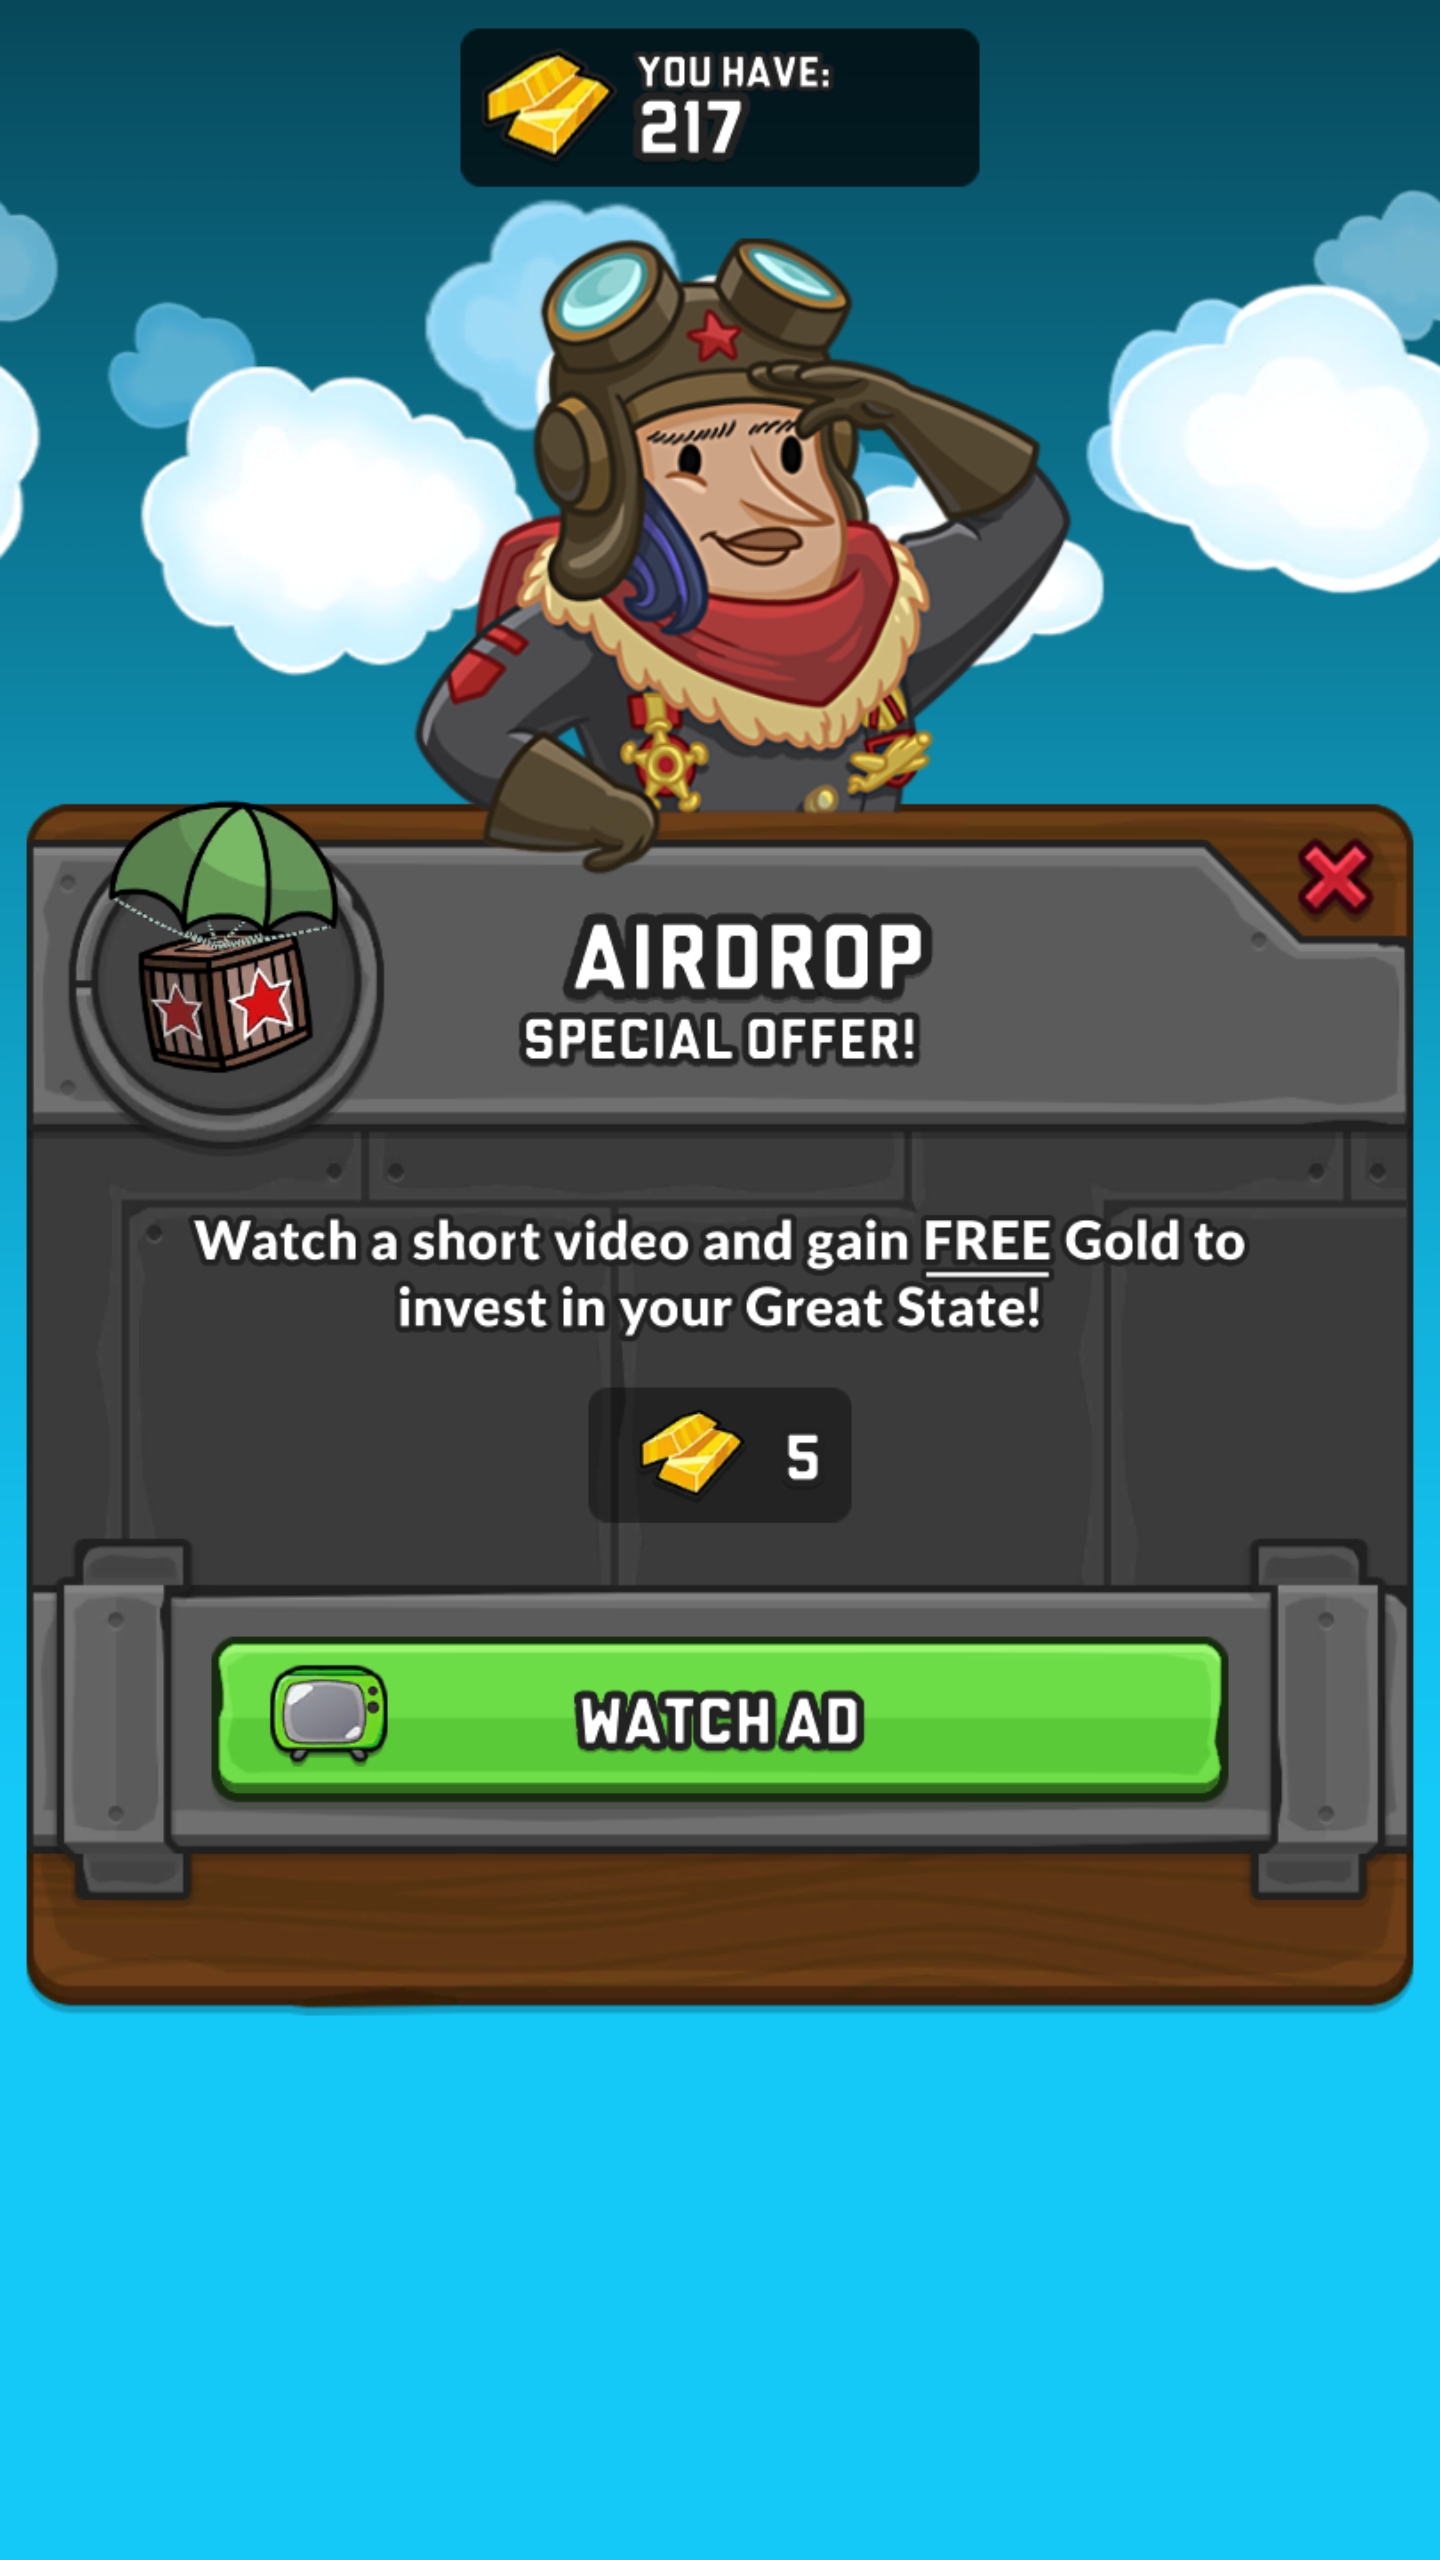 YOU HAVE:
217
AIRDROP
SPECIAL OFFER!
Watch a short video and gain FREE Gold to
invest in your Great State!
5
WATCH AD